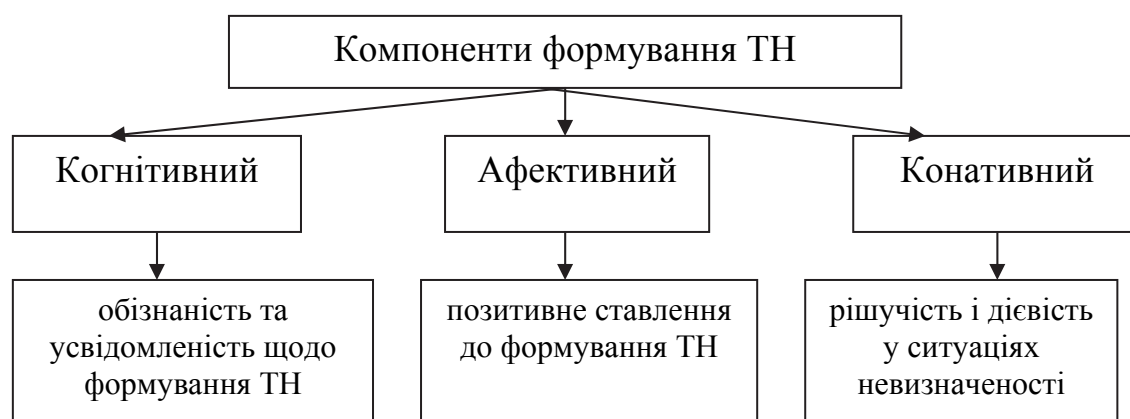 Компоненти формування ТН
Когнітивний
Афективний
Конативний
обізнаність та
усвідомленість щодо
формування ТН
позитивне ставлення
до формування ТН
рішучість і дієвість
у ситуаціях
невизначеності